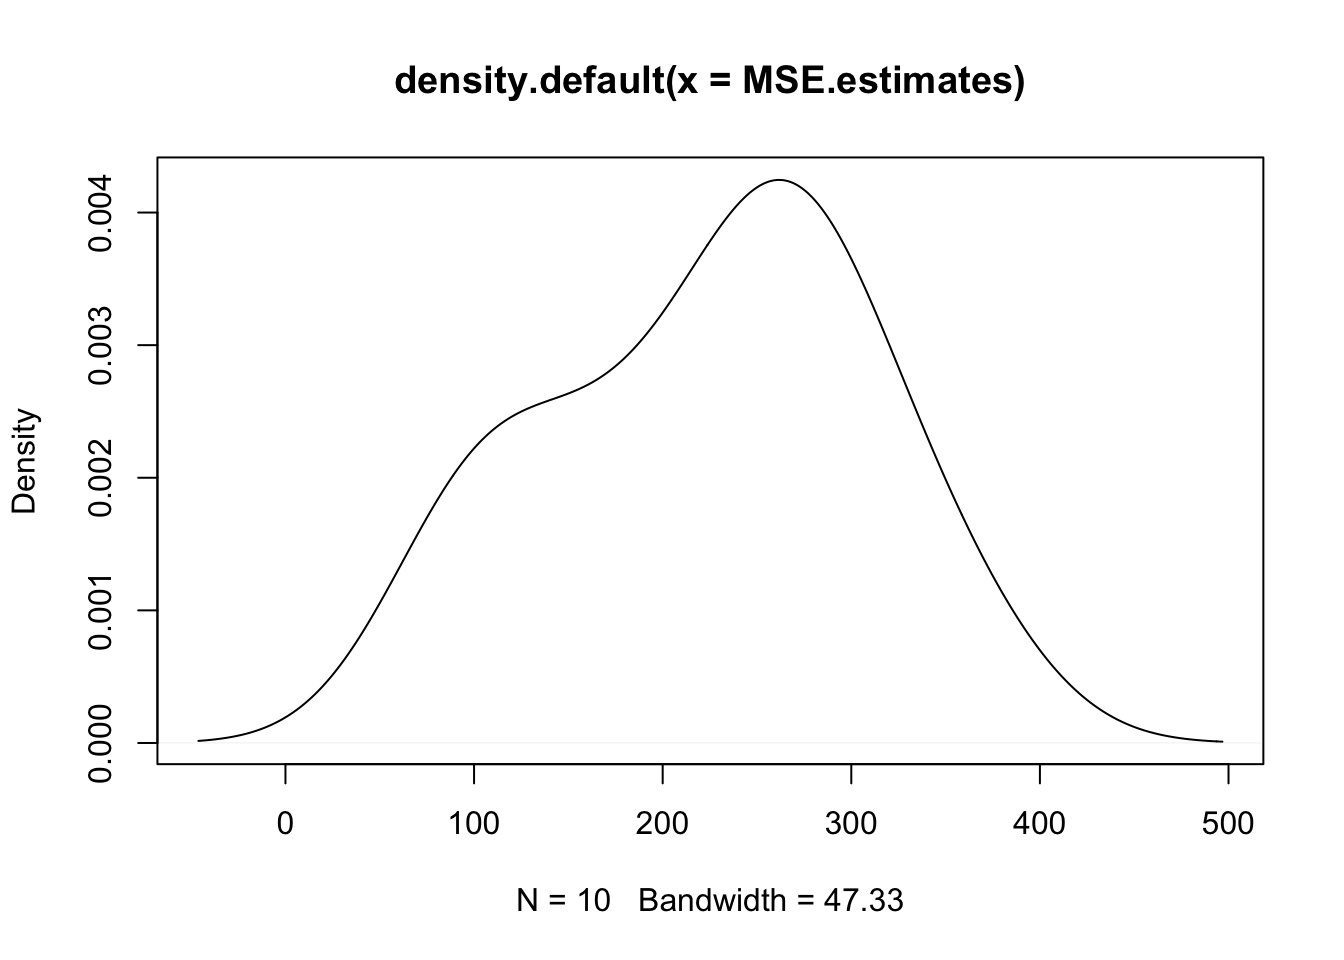 density.default(x = MSE.estimates)
Density
0.004
0.003
0.002
0.001
0.000
0 100 200 300 400 500
N = 10 Bandwidth = 47.33